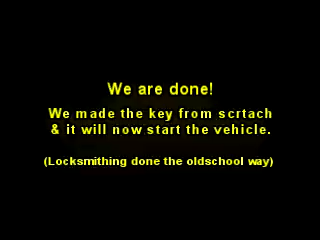 We are done!
We made the key from scrtach
& it will now start the vehicle.
(Locksmithing done the oldschool way)